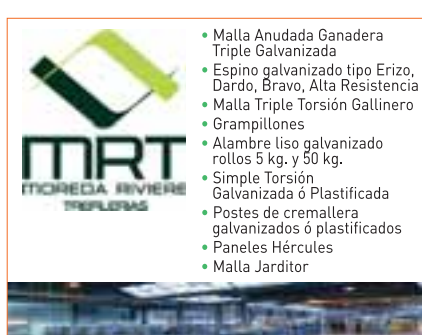 MRT
MOREDA RIVIERE
TREFILERIAS
• Malla Anudada Ganadera
Triple Galvanizada
• Espino galvanizado tipo Erizo,
Dardo, Bravo, Alta Resistencia
• Malla Triple Torsión Gallinero
• Grampillones
• Alambre liso galvanizado
rollos 5 kg. y 50 kg.
• Simple Torsión
Galvanizada ó Plastificada
• Postes de cremallera
galvanizados ó plastificados
• Paneles Hércules
• Malla Jarditor